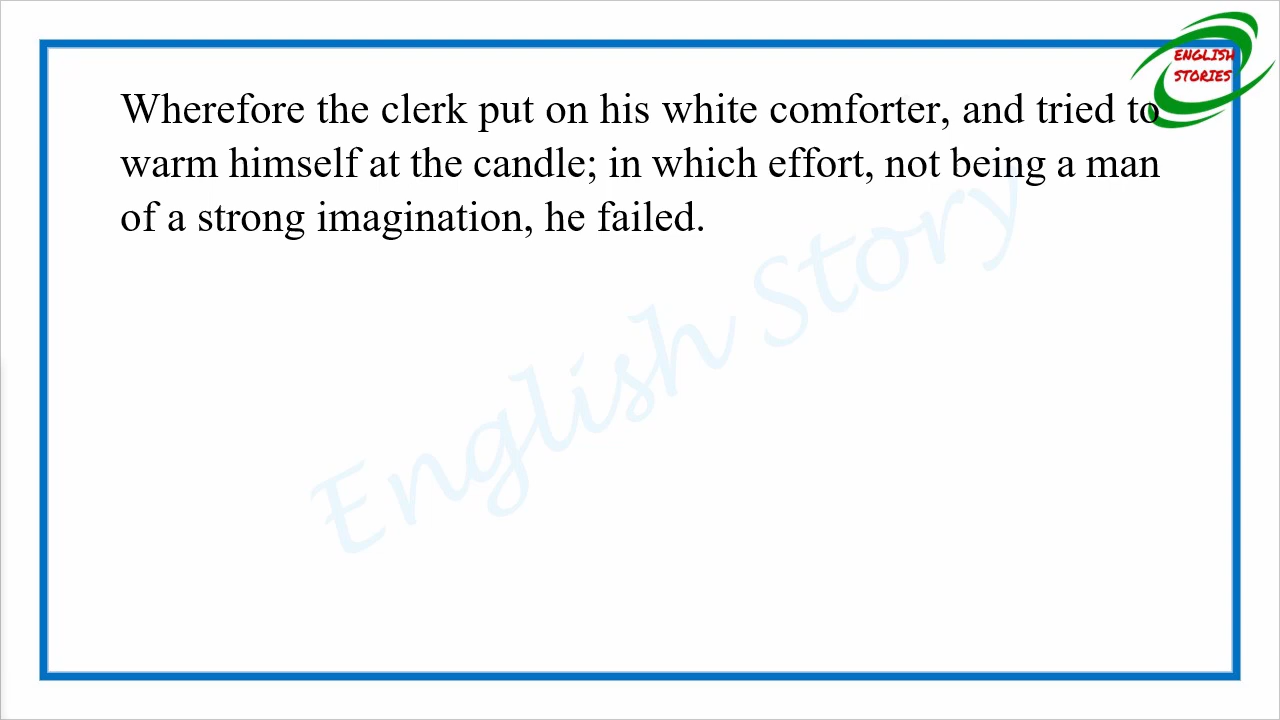 ENGLISH
STORIES
Wherefore the clerk put on his white comforter, and tried to
warm himself at the candle; in which effort, not being a man
of a strong imagination, he failed.
English Story